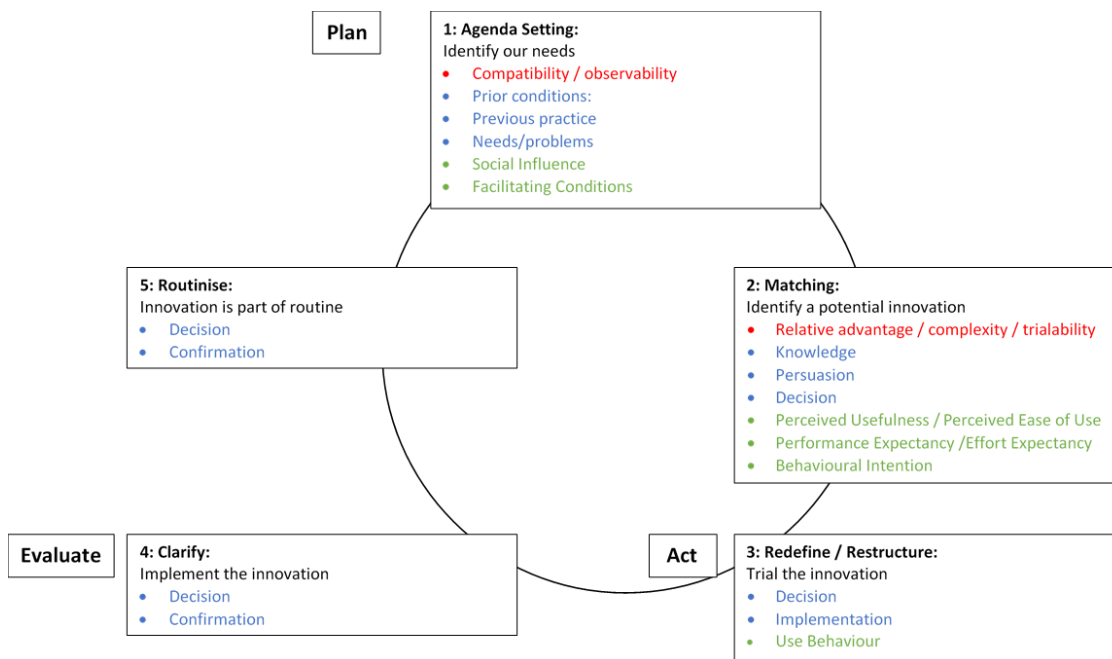 Plan
1: Agenda Setting:
Identify our needs
• Compatibility / observability
• Prior conditions:
• Previous practice
• Needs/problems
• Social Influence
• Facilitating Conditions
5: Routinise:
Innovation is part of routine
• Decision
• Confirmation
2: Matching:
Identify a potential innovation
• Relative advantage / complexity / trialability
• Knowledge
• Persuasion
• Decision
• Perceived Usefulness / Perceived Ease of Use
• Performance Expectancy /Effort Expectancy
• Behavioural Intention
Evaluate
4: Clarify:
Implement the innovation
• Decision
• Confirmation
Act
3: Redefine / Restructure:
Trial the innovation
• Decision
• Implementation
• Use Behaviour